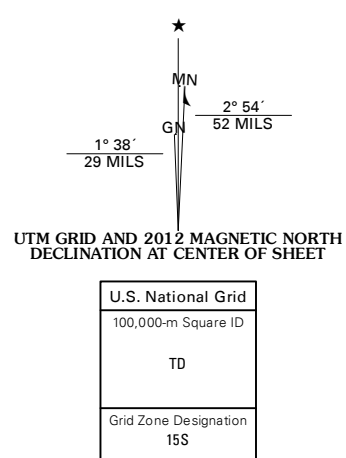 ★
MN
GN
2° 54´
52 MILS
1° 38´
29 MILS
UTM GRID AND 2012 MAGNETIC NORTH
DECLINATION AT CENTER OF SHEET
U.S. National Grid
100,000-m Square ID
TD
Grid Zone Designation
15S